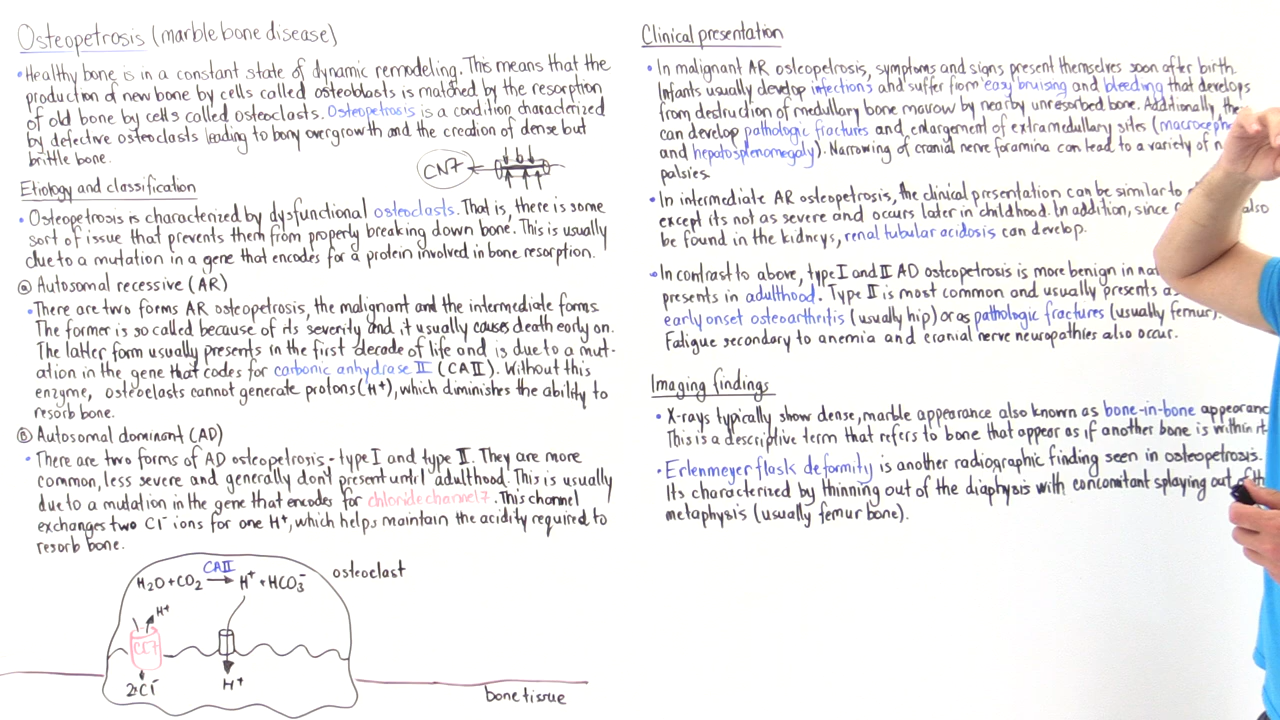 Osteopetrosis (marble bone disease)
• Healthy bone is in a constant state of dynamic remodeling. This means that the
production of new bone by cells called osteoblasts is matched by the resorption
of old bone by cells called osteoclasts. Osteopetrosis is a condition characterized
by defective osteoclasts leading to bony overgrowth and the creation of dense but
brittle bone.
CN7
Etiology and classification
• Osteopetrosis is characterized by dysfunctional osteoclasts. That is, there is some
sort of issue that prevents them from properly breaking down bone. This is usually
due to a mutation in a gene that encodes for a protein involved in bone resorption.
ⓐ Autosomal recessive (AR)
• There are two forms AR osteopetrosis, the malignant and the intermediate forms.
The former is so called because of its severity and it usually causes death early on.
The latter form usually presents in the first decade of life and is due to a mut-
ation in the gene that codes for carbonic anhydrase II (CAII). Without this
enzyme, osteoclasts cannot generate protons (H⁺), which diminishes the ability to
resorb bone.
ⓑ Autosomal dominant (AD)
• There are two forms of AD osteopetrosis - type I and type II. They are more
common, less severe and generally don't present until adulthood. This is usually
due to a mutation in the gene that encodes for chloride channel 7. This channel
exchanges two Cl⁻ ions for one H⁺, which helps maintain the acidity required to
resorb bone.
CAII
H₂O + CO₂ → H⁺ + HCO₃⁻
osteoclast
H⁺
CC7
2Cl⁻
H⁺
bone tissue
Clinical presentation
• In malignant AR osteopetrosis, symptoms and signs present themselves soon after birth.
Infants usually develop infections and suffer from easy bruising and bleeding that develops
from destruction of medullary bone marrow by nearby unresorbed bone. Additionally, the
can develop pathologic fractures and enlargement of extramedullary sites (macroceph
and hepatosplenomegaly). Narrowing of cranial nerve foramina can lead to a variety of n
palsies.
• In intermediate AR osteopetrosis, the clinical presentation can be similar to
except its not as severe and occurs later in childhood. In addition, since also
be found in the kidneys, renal tubular acidosis can develop.
• In contrast to above, type I and II AD osteopetrosis is more benign in nat
presents in adulthood. Type II is most common and usually presents a
early onset osteoarthritis (usually hip) or as pathologic fractures (usually femur).
Fatigue secondary to anemia and cranial nerve neuropathies also occur.
Imaging findings
• X-rays typically show dense, marble appearance also known as bone-in-bone appearanc
This is a descriptive term that refers to bone that appear as if another bone is within it.
• Erlenmeyer flask deformity is another radiographic finding seen in osteopetrosis.
Its characterized by thinning out of the diaphysis with concomitant splaying out of th
metaphysis (usually femur bone).